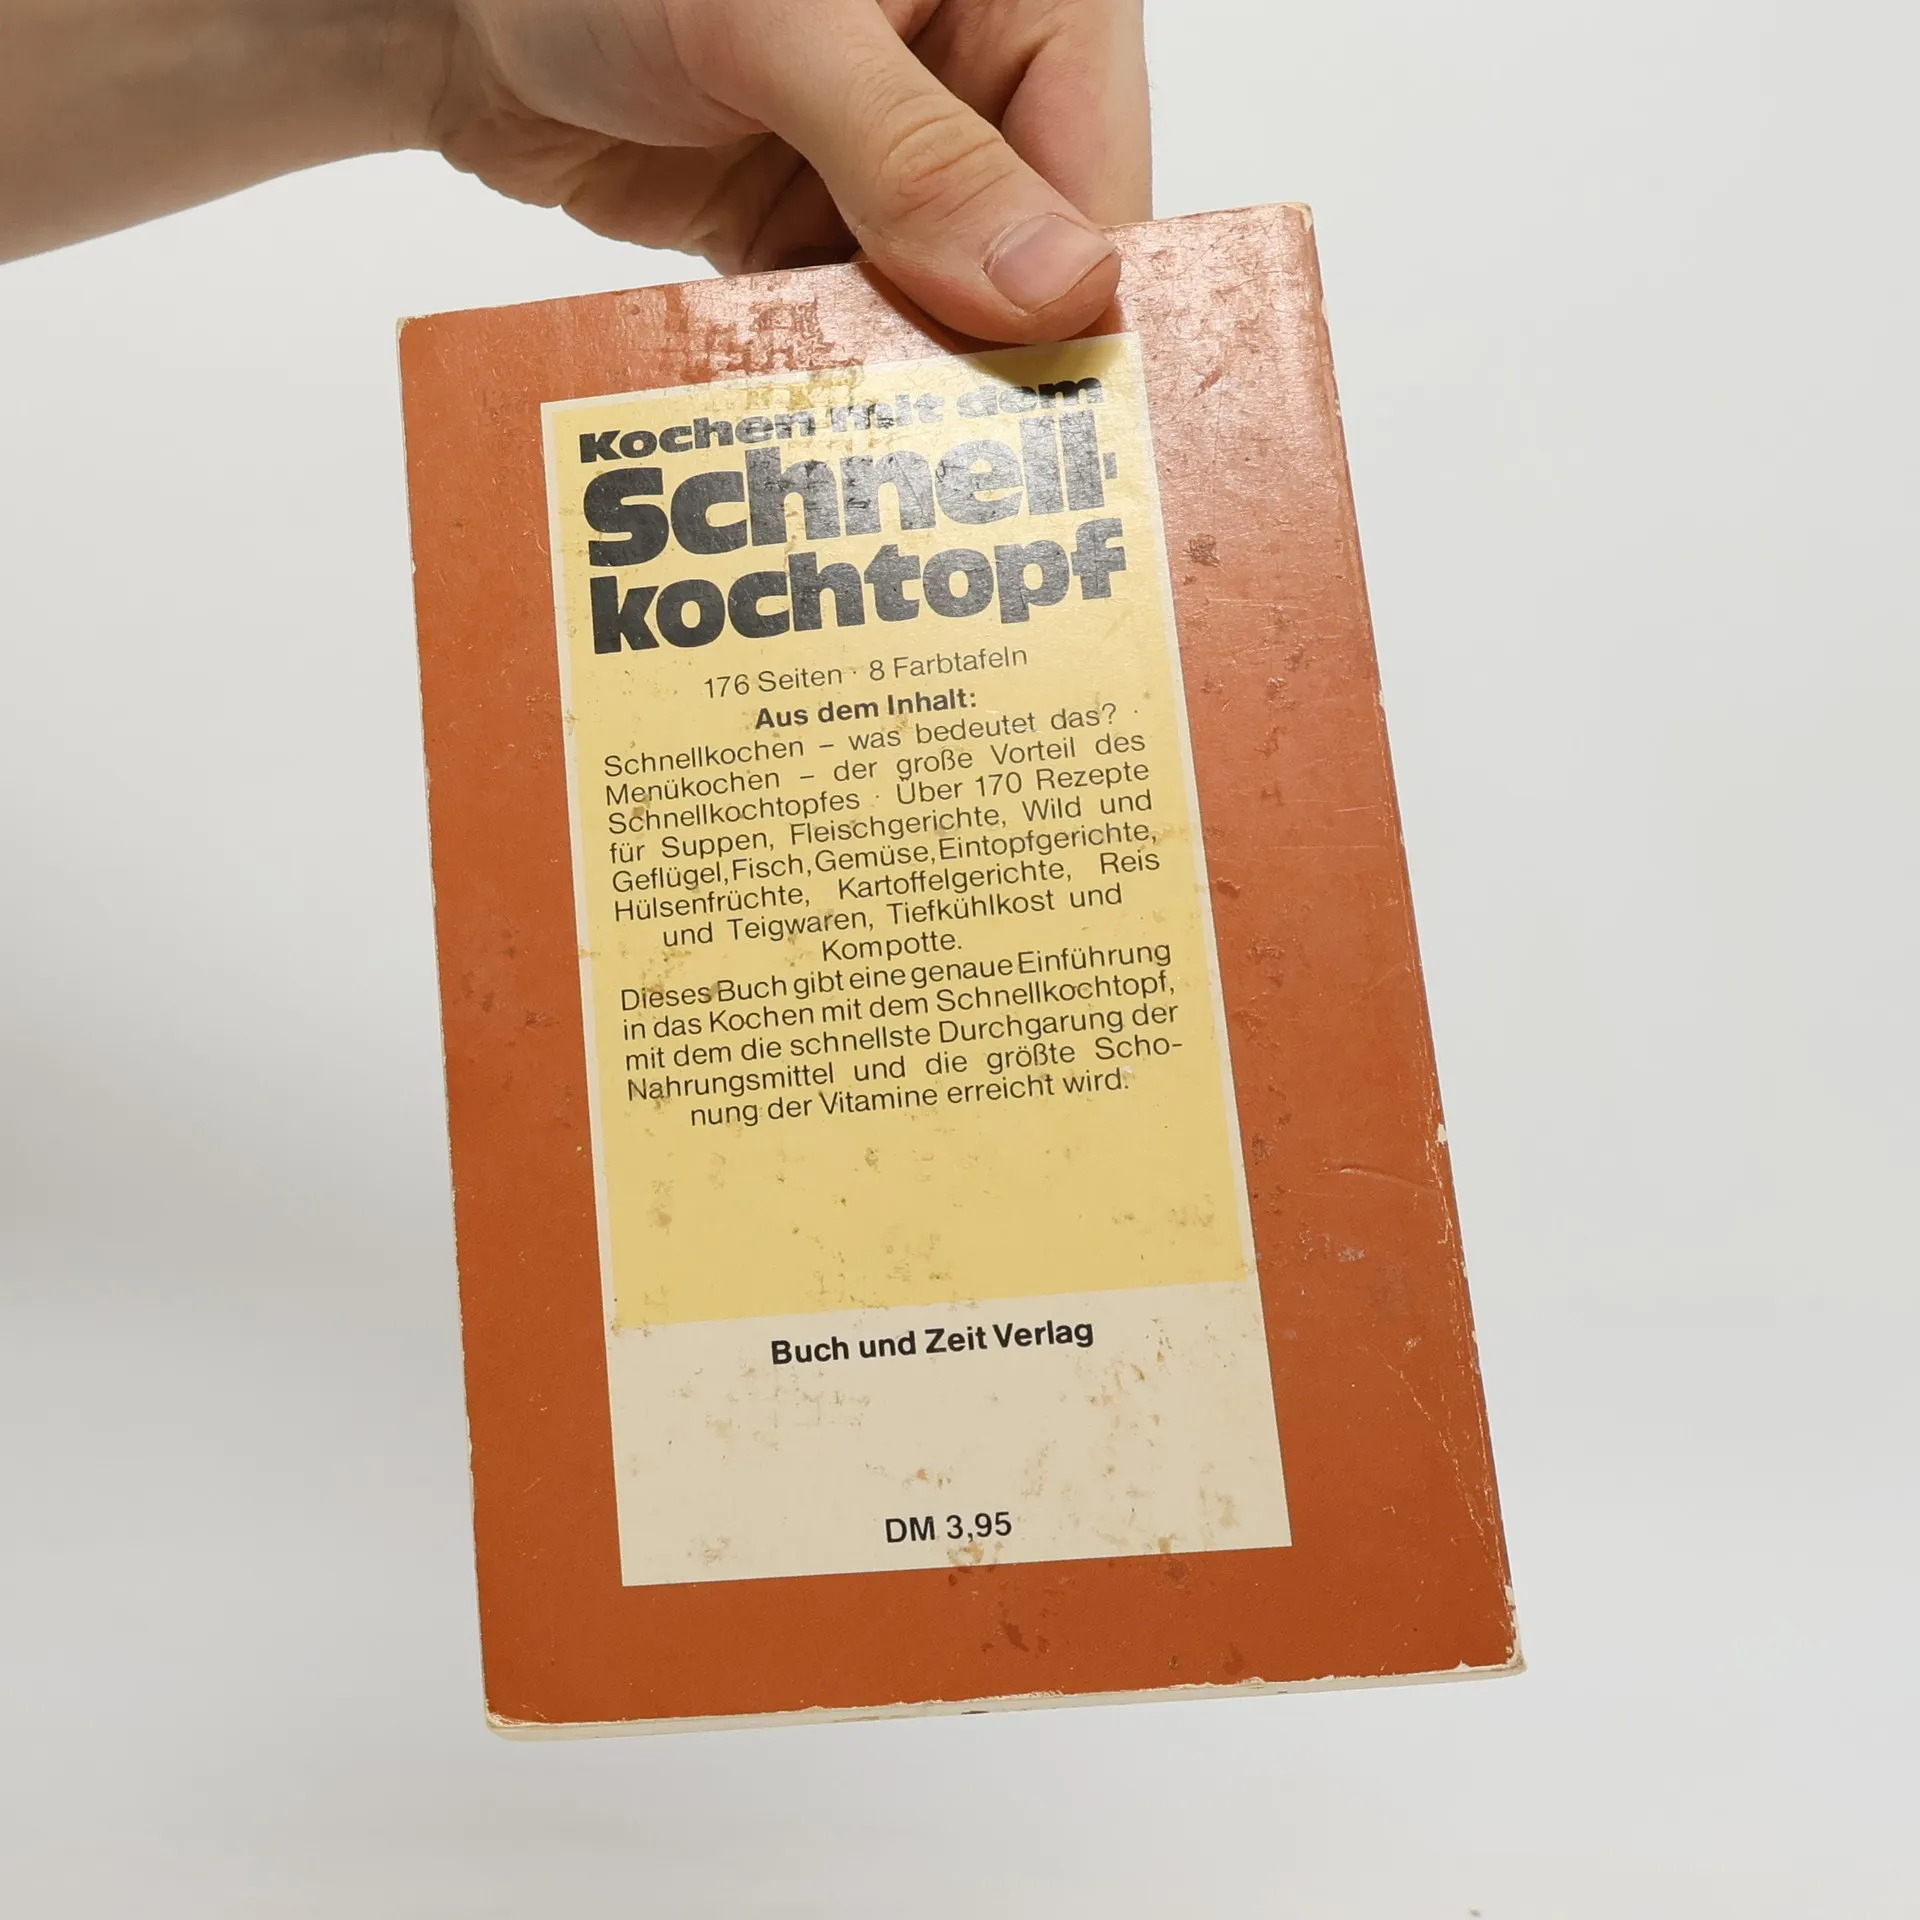 Kochen mit dem
Schnell-
kochtopf
176 Seiten · 8 Farbtafeln
Aus dem Inhalt:
Schnellkochen – was bedeutet das? ·
Menükochen – der große Vorteil des
Schnellkochtopfes · Über 170 Rezepte
für Suppen, Fleischgerichte, Wild und
Geflügel, Fisch, Gemüse, Eintopfgerichte,
Hülsenfrüchte, Kartoffelgerichte, Reis
und Teigwaren, Tiefkühlkost und
Kompotte.
Dieses Buch gibt eine genaue Einführung
in das Kochen mit dem Schnellkochtopf,
mit dem die schnellste Durchgarung der
Nahrungsmittel und die größte Scho-
nung der Vitamine erreicht wird.
Buch und Zeit Verlag
DM 3,95